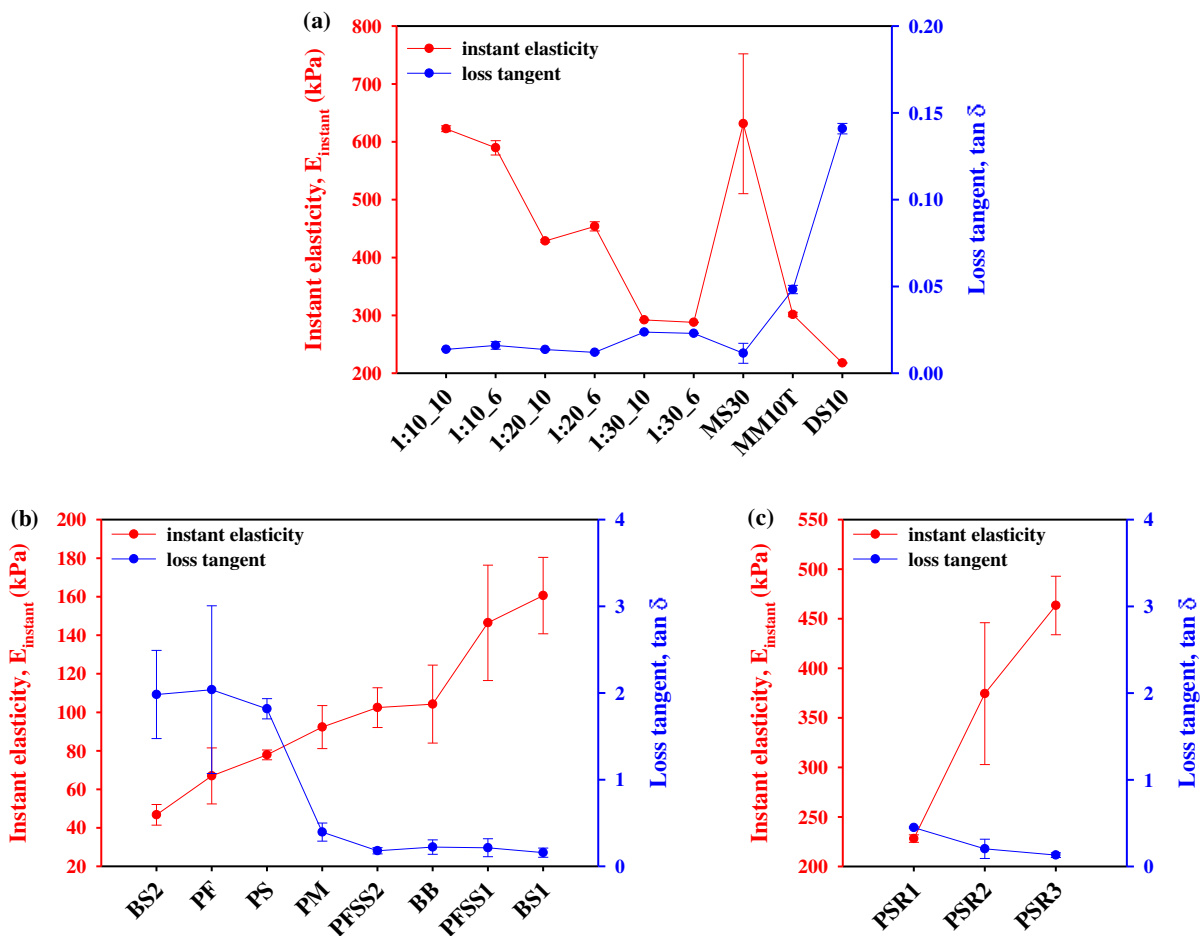 (a)
800
700
600
500
400
300
200
Instant elasticity, E_instant (kPa)
instant elasticity
loss tangent
0.20
0.15
0.10
0.05
0.00
Loss tangent, tan δ
1:10_10
1:10_6
1:20_10
1:20_6
1:30_10
1:30_6
MS30
MM10T
DS10
(b)
200
180
160
140
120
100
80
60
40
20
Instant elasticity, E_instant (kPa)
instant elasticity
loss tangent
4
3
2
1
0
Loss tangent, tan δ
BS2
PF
PS
PM
PFSS2
BB
PFSS1
BS1
(c)
550
500
450
400
350
300
250
200
Instant elasticity, E_instant (kPa)
instant elasticity
loss tangent
4
3
2
1
0
Loss tangent, tan δ
PSR1
PSR2
PSR3